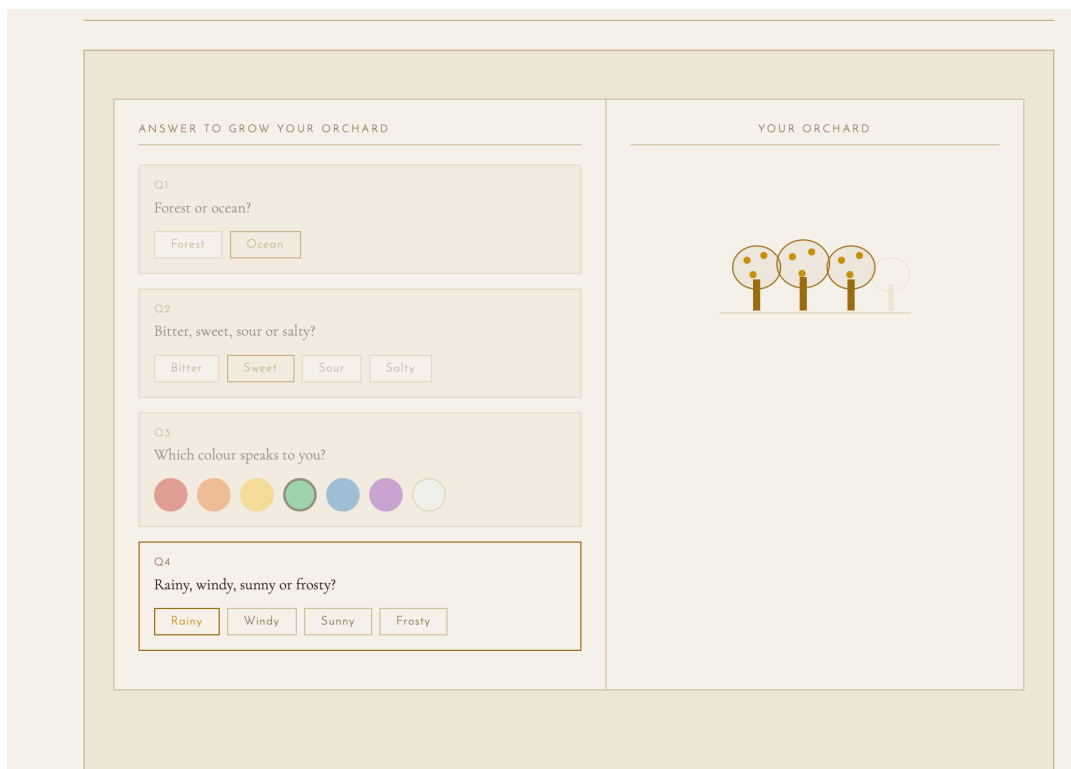 ANSWER TO GROW YOUR ORCHARD
Q1
Forest or ocean?
Forest
Ocean
Q2
Bitter, sweet, sour or salty?
Bitter
Sweet
Sour
Salty
Q3
Which colour speaks to you?
Q4
Rainy, windy, sunny or frosty?
Rainy
Windy
Sunny
Frosty
YOUR ORCHARD